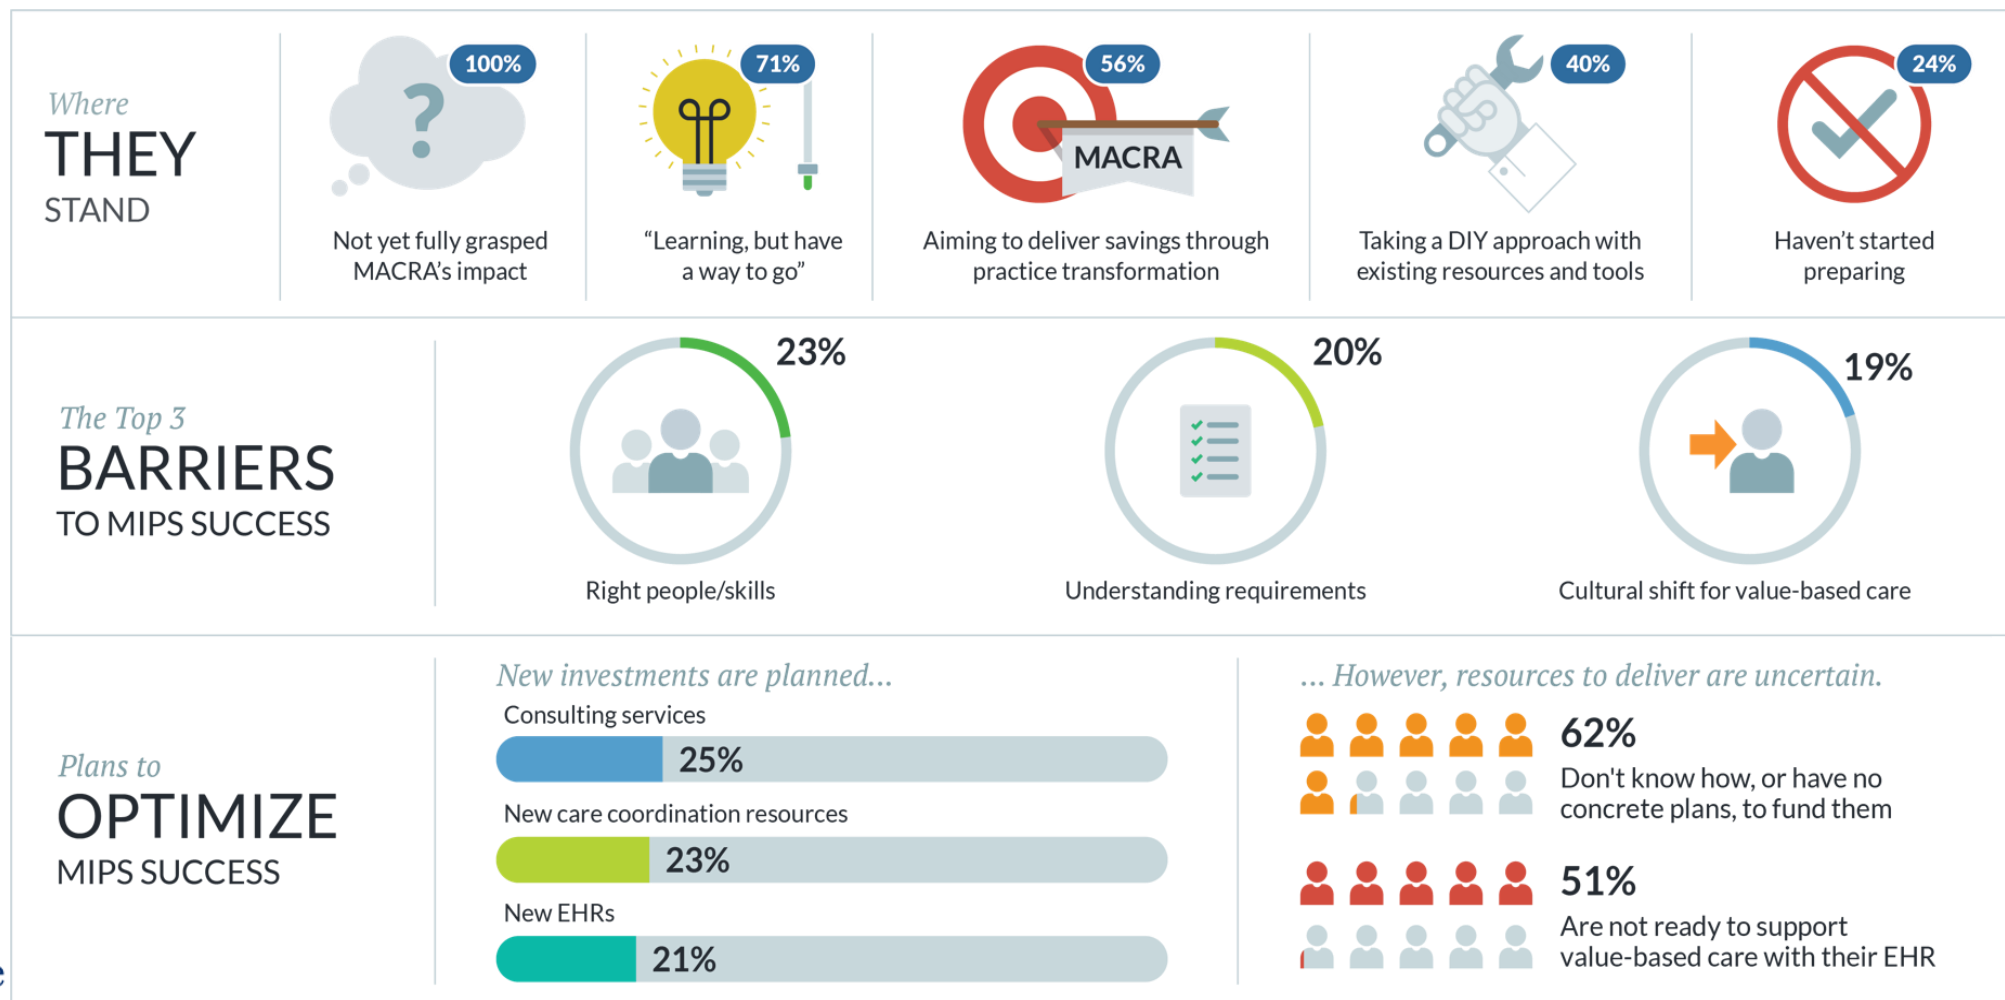 Where
THEY
STAND
100%
Not yet fully grasped
MACRA's impact
71%
“Learning, but have
a way to go”
56%
MACRA
Aiming to deliver savings through
practice transformation
40%
Taking a DIY approach with
existing resources and tools
24%
Haven't started
preparing
The Top 3
BARRIERS
TO MIPS SUCCESS
23%
Right people/skills
20%
Understanding requirements
19%
Cultural shift for value-based care
Plans to
OPTIMIZE
MIPS SUCCESS
New investments are planned...
Consulting services
25%
New care coordination resources
23%
New EHRs
21%
... However, resources to deliver are uncertain.
62%
Don't know how, or have no
concrete plans, to fund them
51%
Are not ready to support
value-based care with their EHR